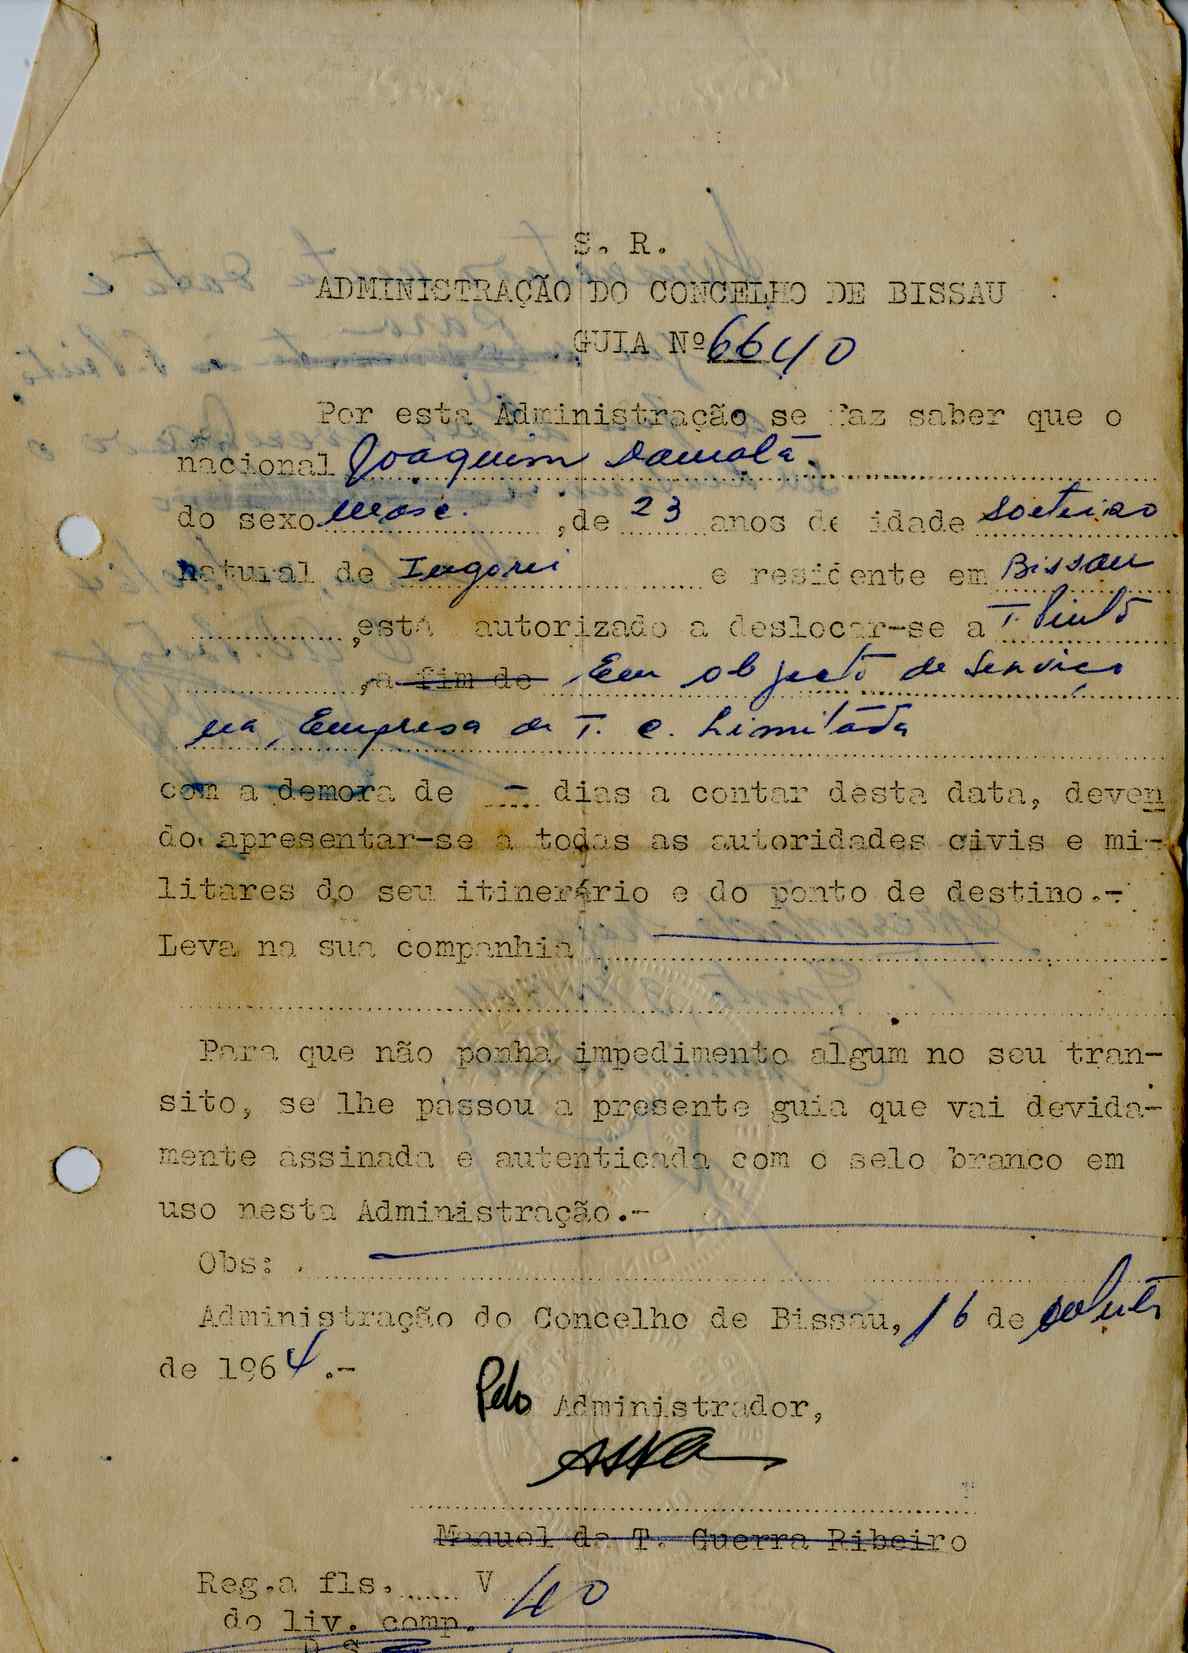 S. R.
ADMINISTRAÇÃO DO CONCELHO DE BISSAU
GUIA Nº 6640
Por esta Administração se faz saber que o
nacional Joaquim
do sexo Masc. ,de 23 anos de idade Solteiro
Natural de Ingorei e residente em Bissau
,está autorizado a deslocar-se a T. Pinto
,a fim de Em objecto de Serviço
na, Empresa de T. C. Limitada
com a demora de - dias a contar desta data, deven
do apresentar-se a todas as autoridades civis e mi-
litares do seu itinerário e do ponto de destino.-
Leva na sua companhia
Para que não ponha impedimento algum no seu tran-
sito, se lhe passou a presente guia que vai devida-
mente assinada e autenticada com o selo branco em
uso nesta Administração.-
Obs:
Administração do Concelho de Bissau, 16 de
de 1964.-
Pelo Administrador,
Manuel da T. Guerra Ribeiro
Reg.a fls. V 40
do liv. comp.
D S